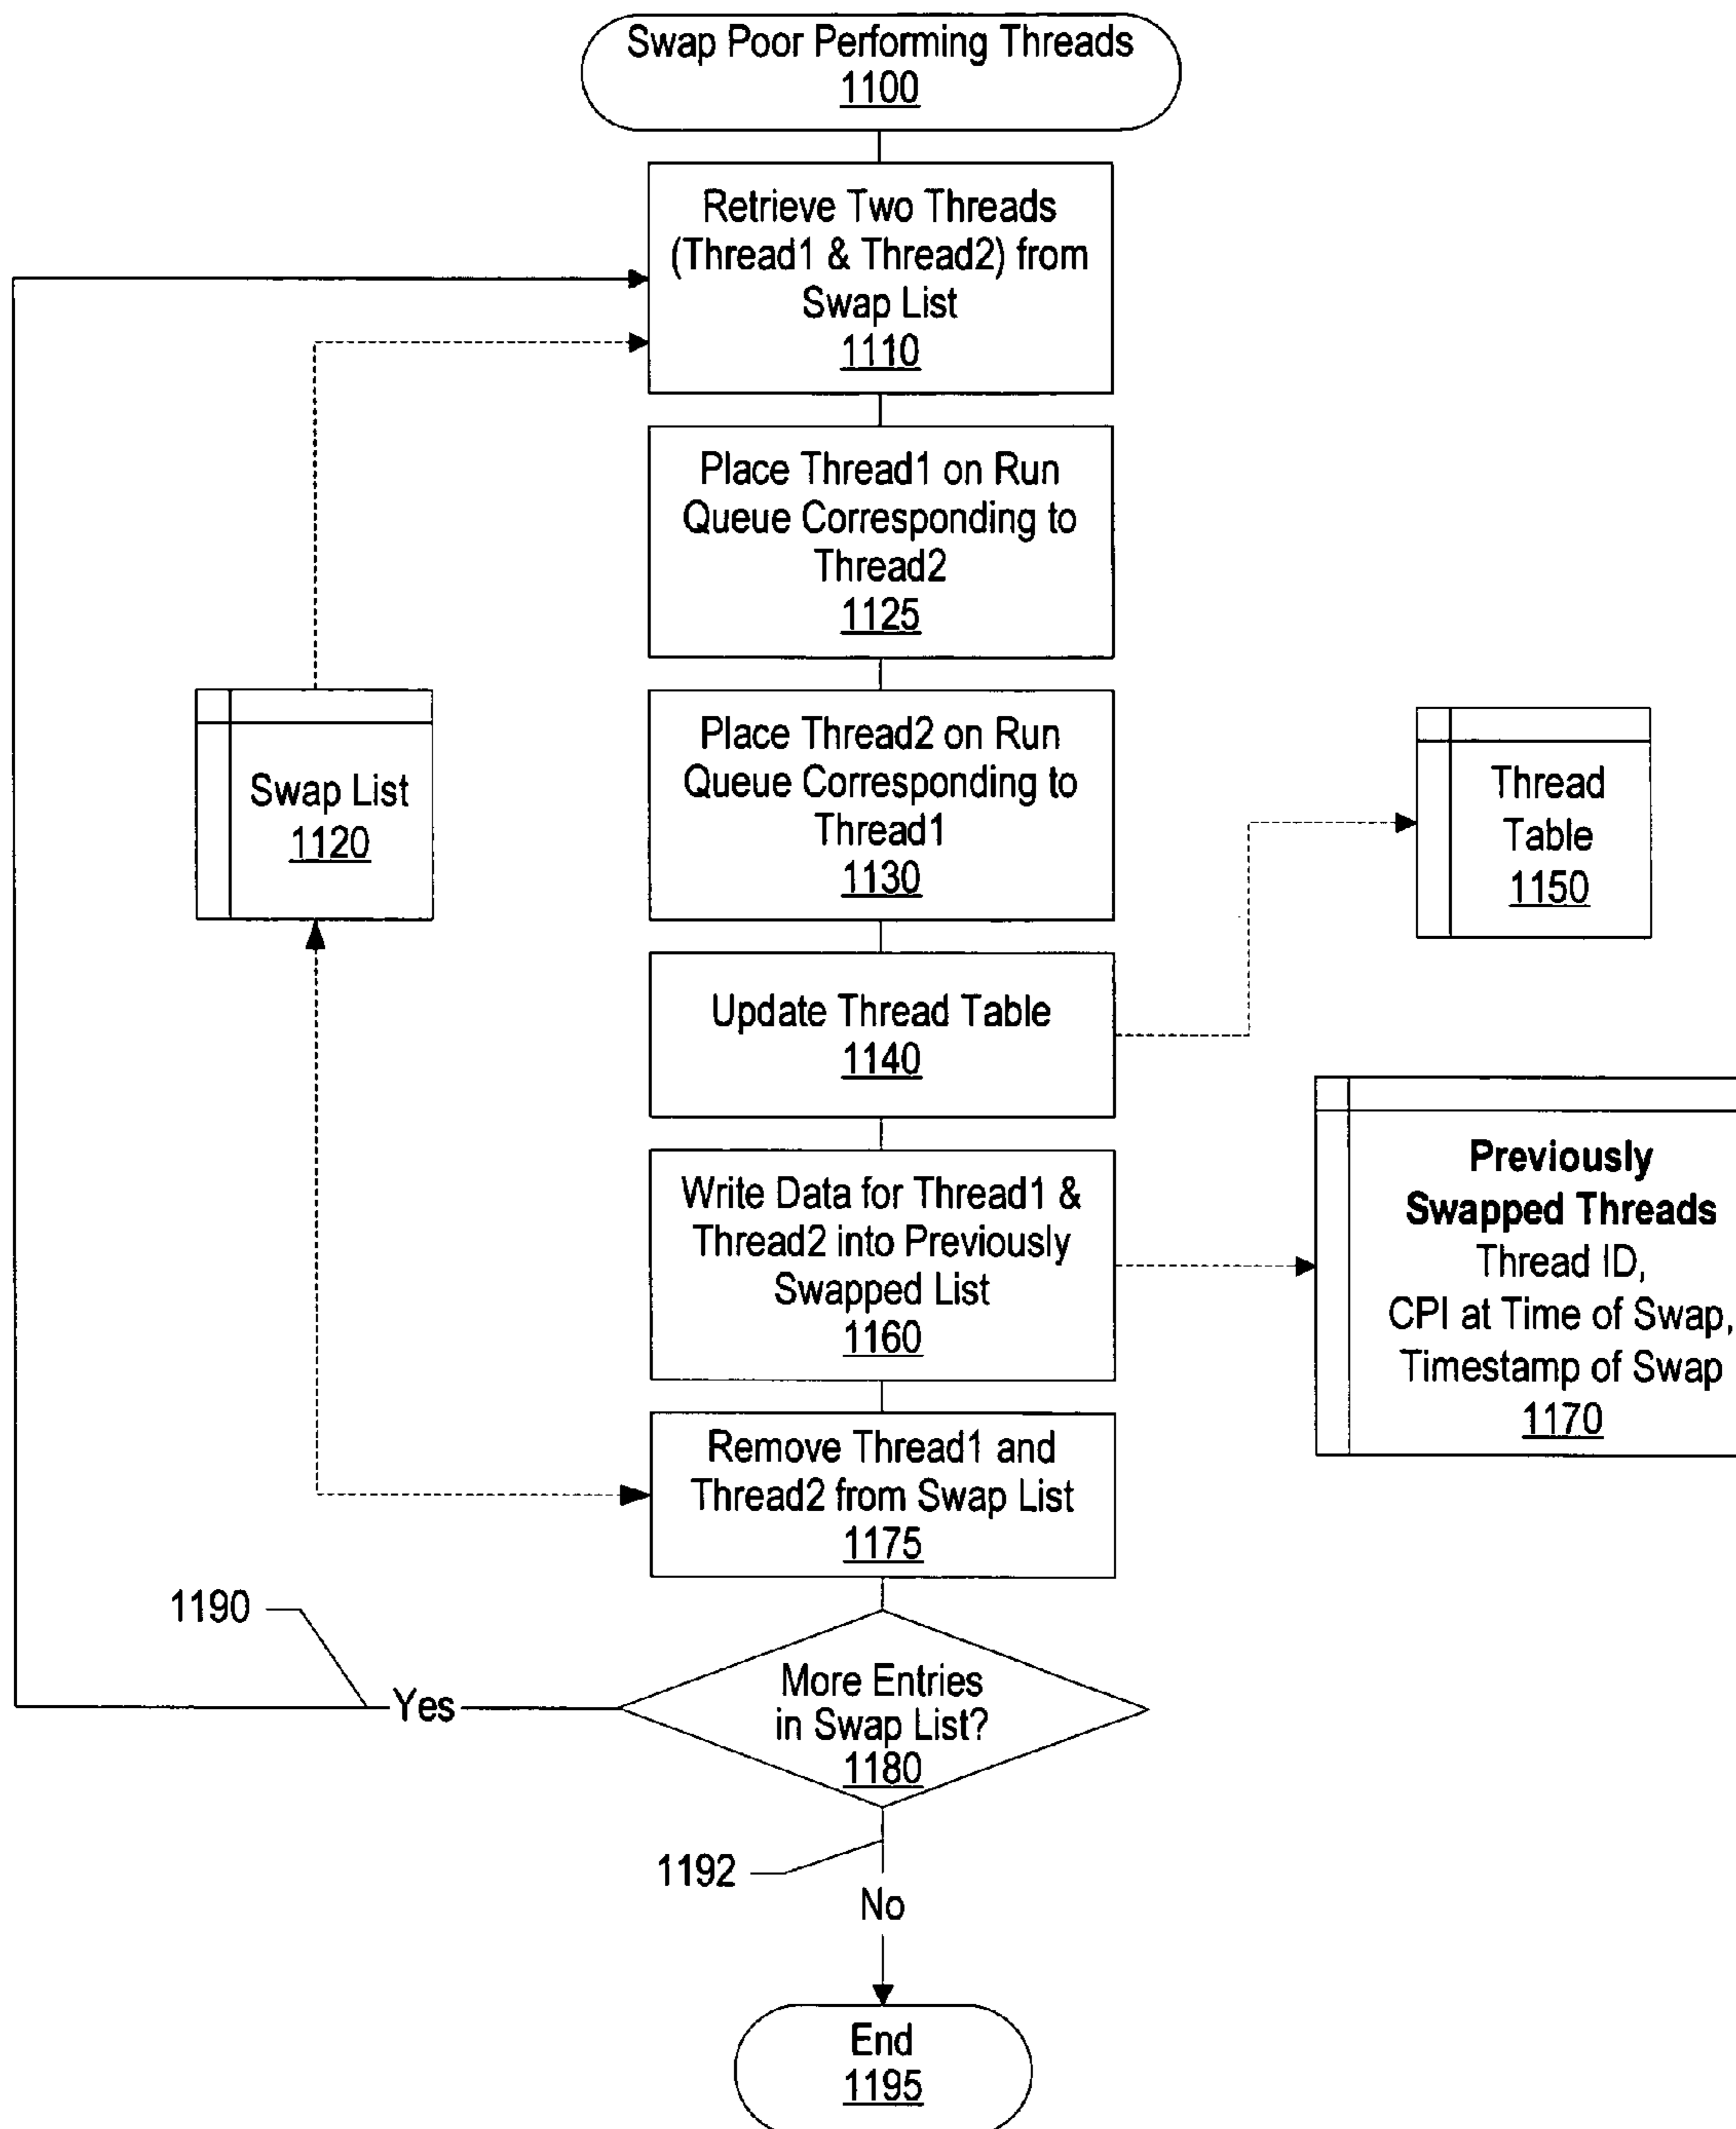 Swap Poor Performing Threads
1100
Retrieve Two Threads
(Thread1 & Thread2) from
Swap List
1110
Place Thread1 on Run
Queue Corresponding to
Thread2
1125
Swap List
1120
Place Thread2 on Run
Queue Corresponding to
Thread1
1130
Thread
Table
1150
Update Thread Table
1140
Write Data for Thread1 &
Thread2 into Previously
Swapped List
1160
Previously
Swapped Threads
Thread ID,
CPI at Time of Swap,
Timestamp of Swap
1170
Remove Thread1 and
Thread2 from Swap List
1175
1190
Yes
More Entries
in Swap List?
1180
1192
No
End
1195